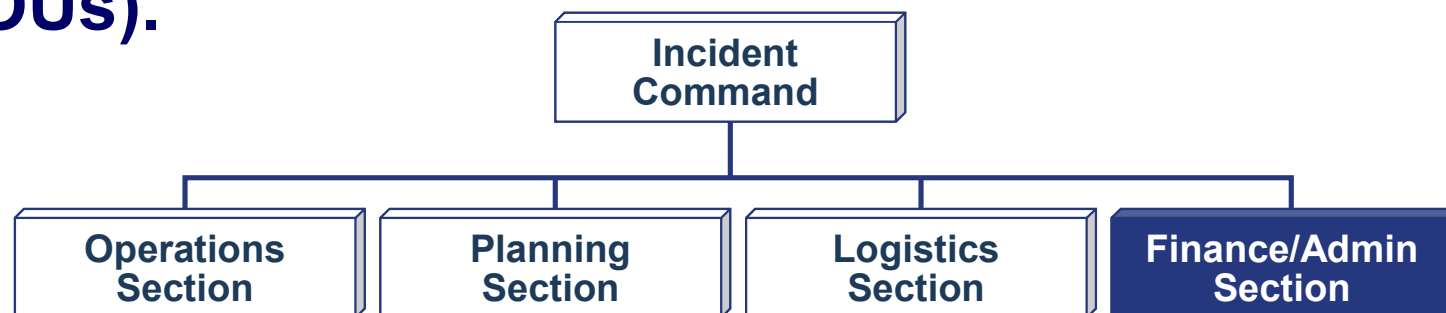 OUs).
Incident
Command
Operations
Section
Planning
Section
Logistics
Section
Finance/Admin
Section